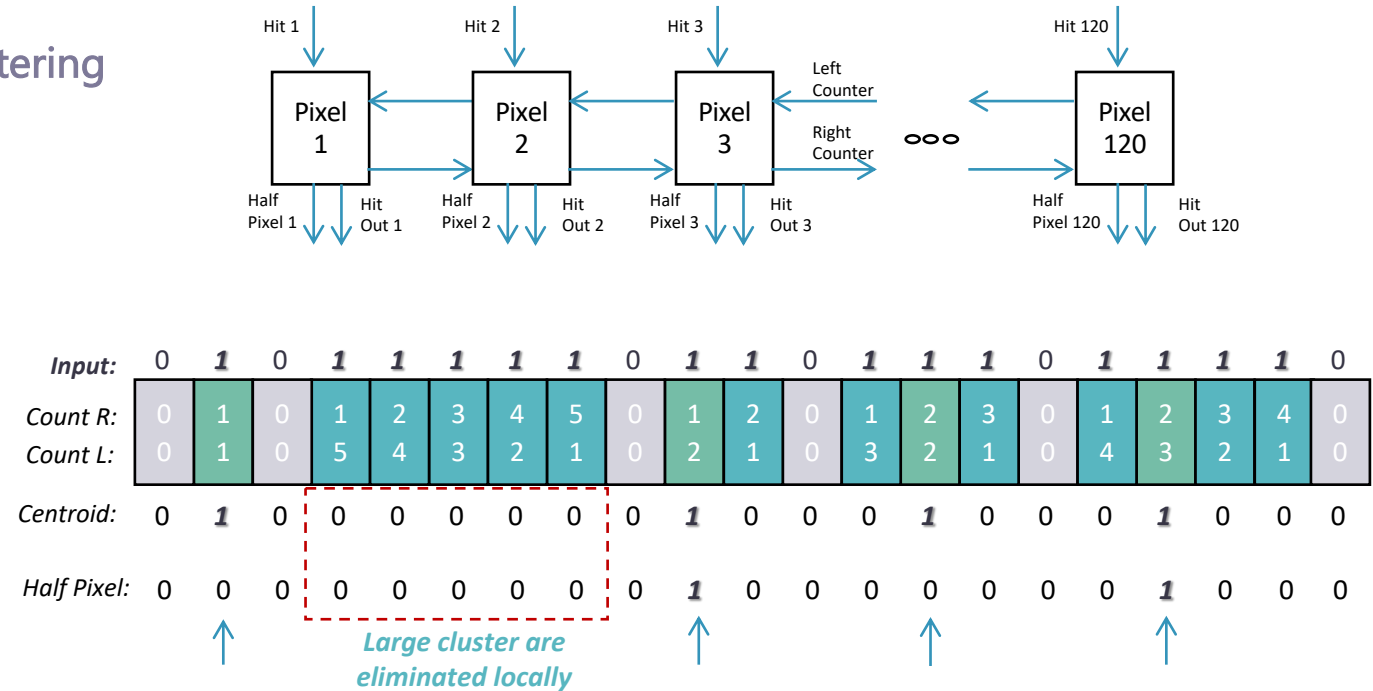 tering
Hit 1 Hit 2 Hit 3 Hit 120
Left
Counter
Pixel Pixel Pixel Pixel
1 2 3 120
Right
Counter
Half Hit Half Hit Half Hit Half Hit
Pixel 1 Out 1 Pixel 2 Out 2 Pixel 3 Out 3 Pixel 120 Out 120
Input: 0 1 0 1 1 1 1 1 0 1 1 0 1 1 1 0 1 1 1 1 0
Count R: 0 1 0 1 2 3 4 5 0 1 2 0 1 2 3 0 1 2 3 4 0
Count L: 0 1 0 5 4 3 2 1 0 2 1 0 3 2 1 0 4 3 2 1 0
Centroid: 0 1 0 0 0 0 0 0 0 1 0 0 0 1 0 0 0 1 0 0 0
Half Pixel: 0 0 0 0 0 0 0 0 0 1 0 0 0 0 0 0 0 1 0 0 0
Large cluster are
eliminated locally